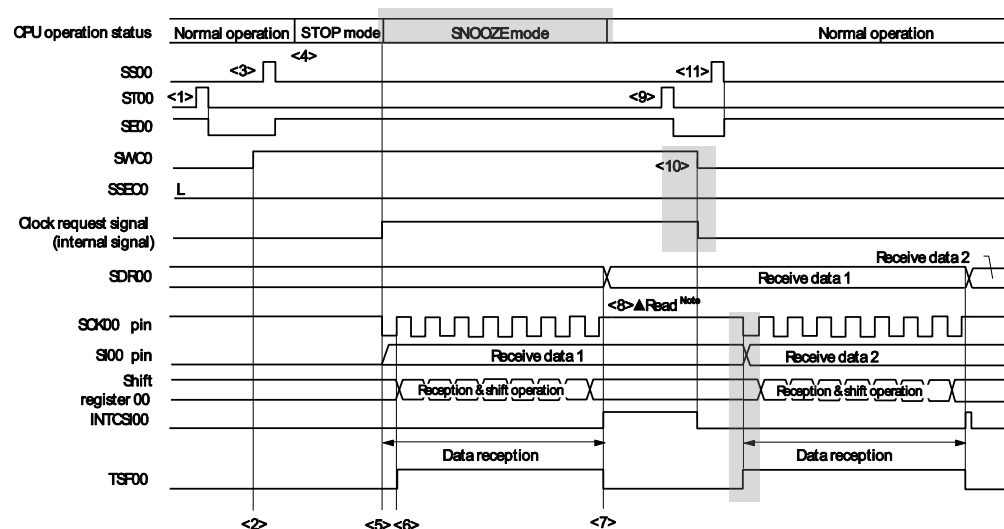 CPU operation status Normal operation STOP mode SNOOZE mode Normal operation
<4>
SS00 <3> <11>
ST00 <1> <9>
SE00
SWC0 <10>
SSEC0 L
Clock request signal
(internal signal)
Receive data 2
SDR00 Receive data 1
<8>▲Read Note
SCK00 pin
SI00 pin Receive data 1 Receive data 2
Shift
register 00 Reception & shift operation Reception & shift operation
INTCSI00
Data reception Data reception
TSF00
<2> <5> <6> <7>